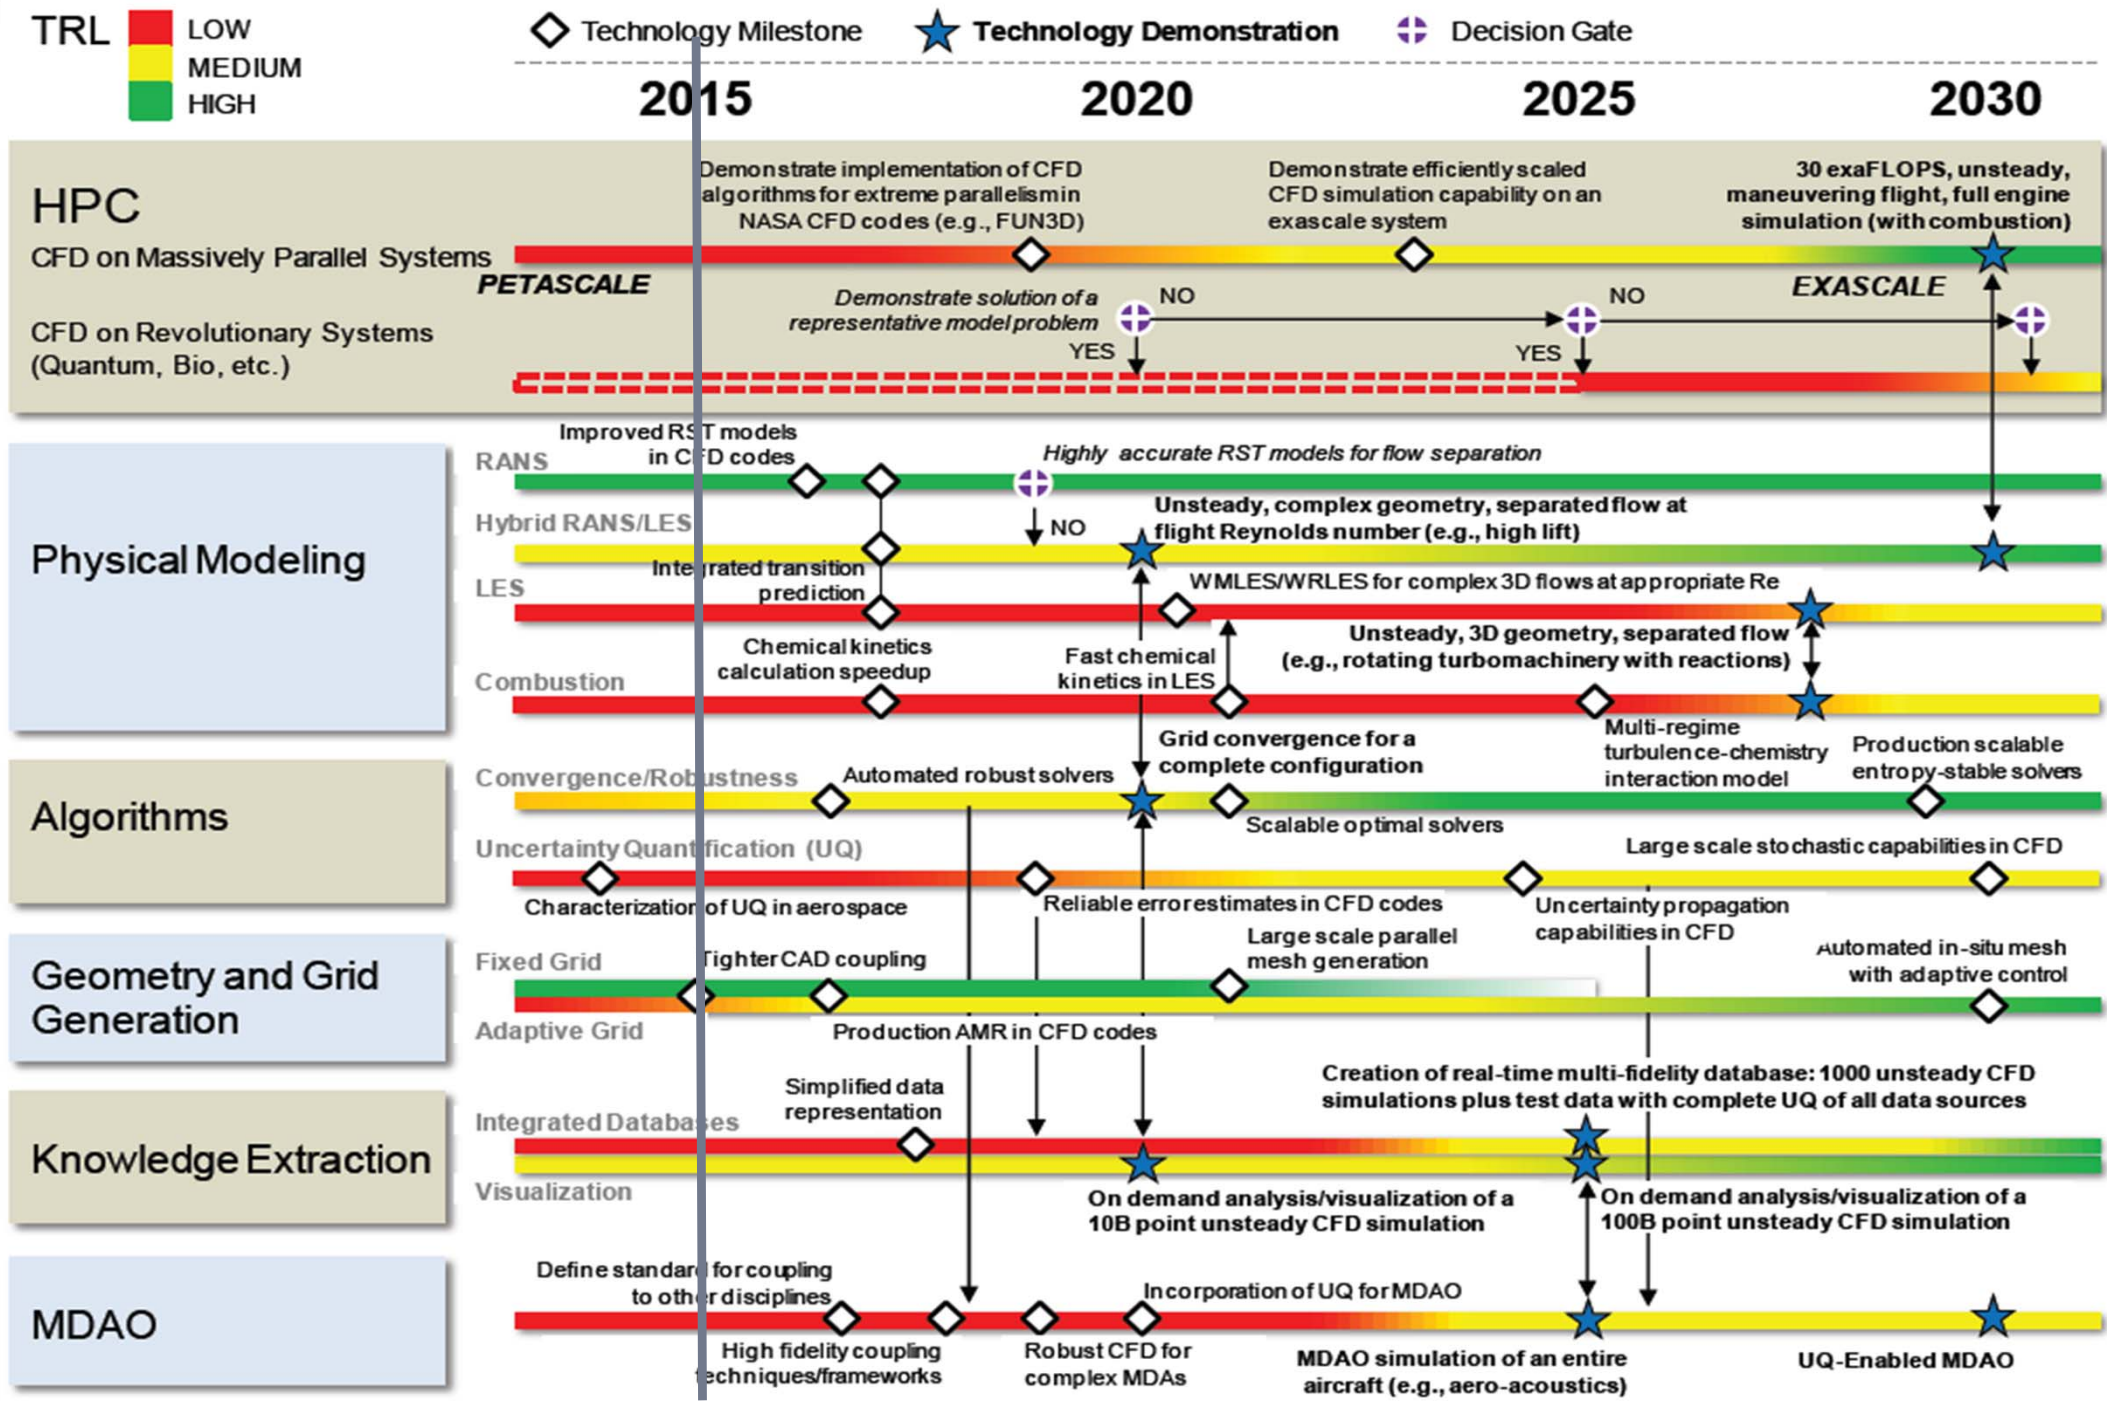 TRL
LOW
MEDIUM
HIGH
Technology Milestone
Technology Demonstration
Decision Gate
2015
2020
2025
2030
HPC
CFD on Massively Parallel Systems
PETASCALE
CFD on Revolutionary Systems
(Quantum, Bio, etc.)
Demonstrate implementation of CFD
algorithms for extreme parallelism in
NASA CFD codes (e.g., FUN3D)
Demonstrate efficiently scaled
CFD simulation capability on an
exascale system
30 exaFLOPS, unsteady,
maneuvering flight, full engine
simulation (with combustion)
EXASCALE
Demonstrate solution of a
representative model problem
NO
YES
NO
YES
Physical Modeling
RANS
Improved RST models
in CFD codes
Highly accurate RST models for flow separation
Hybrid RANS/LES
NO
Unsteady, complex geometry, separated flow at
flight Reynolds number (e.g., high lift)
Integrated transition
prediction
LES
WMLES/WRLES for complex 3D flows at appropriate Re
Chemical kinetics
calculation speedup
Fast chemical
kinetics in LES
Unsteady, 3D geometry, separated flow
(e.g., rotating turbomachinery with reactions)
Combustion
Multi-regime
turbulence-chemistry
interaction model
Algorithms
Convergence/Robustness
Automated robust solvers
Grid convergence for a
complete configuration
Production scalable
entropy-stable solvers
Scalable optimal solvers
Uncertainty Quantification (UQ)
Large scale stochastic capabilities in CFD
Characterization of UQ in aerospace
Reliable error estimates in CFD codes
Uncertainty propagation
capabilities in CFD
Geometry and Grid
Generation
Fixed Grid
Tighter CAD coupling
Large scale parallel
mesh generation
Automated in-situ mesh
with adaptive control
Adaptive Grid
Production AMR in CFD codes
Knowledge Extraction
Integrated Databases
Simplified data
representation
Creation of real-time multi-fidelity database: 1000 unsteady CFD
simulations plus test data with complete UQ of all data sources
Visualization
On demand analysis/visualization of a
10B point unsteady CFD simulation
On demand analysis/visualization of a
100B point unsteady CFD simulation
MDAO
Define standard for coupling
to other disciplines
Incorporation of UQ for MDAO
High fidelity coupling
techniques/frameworks
Robust CFD for
complex MDAs
MDAO simulation of an entire
aircraft (e.g., aero-acoustics)
UQ-Enabled MDAO